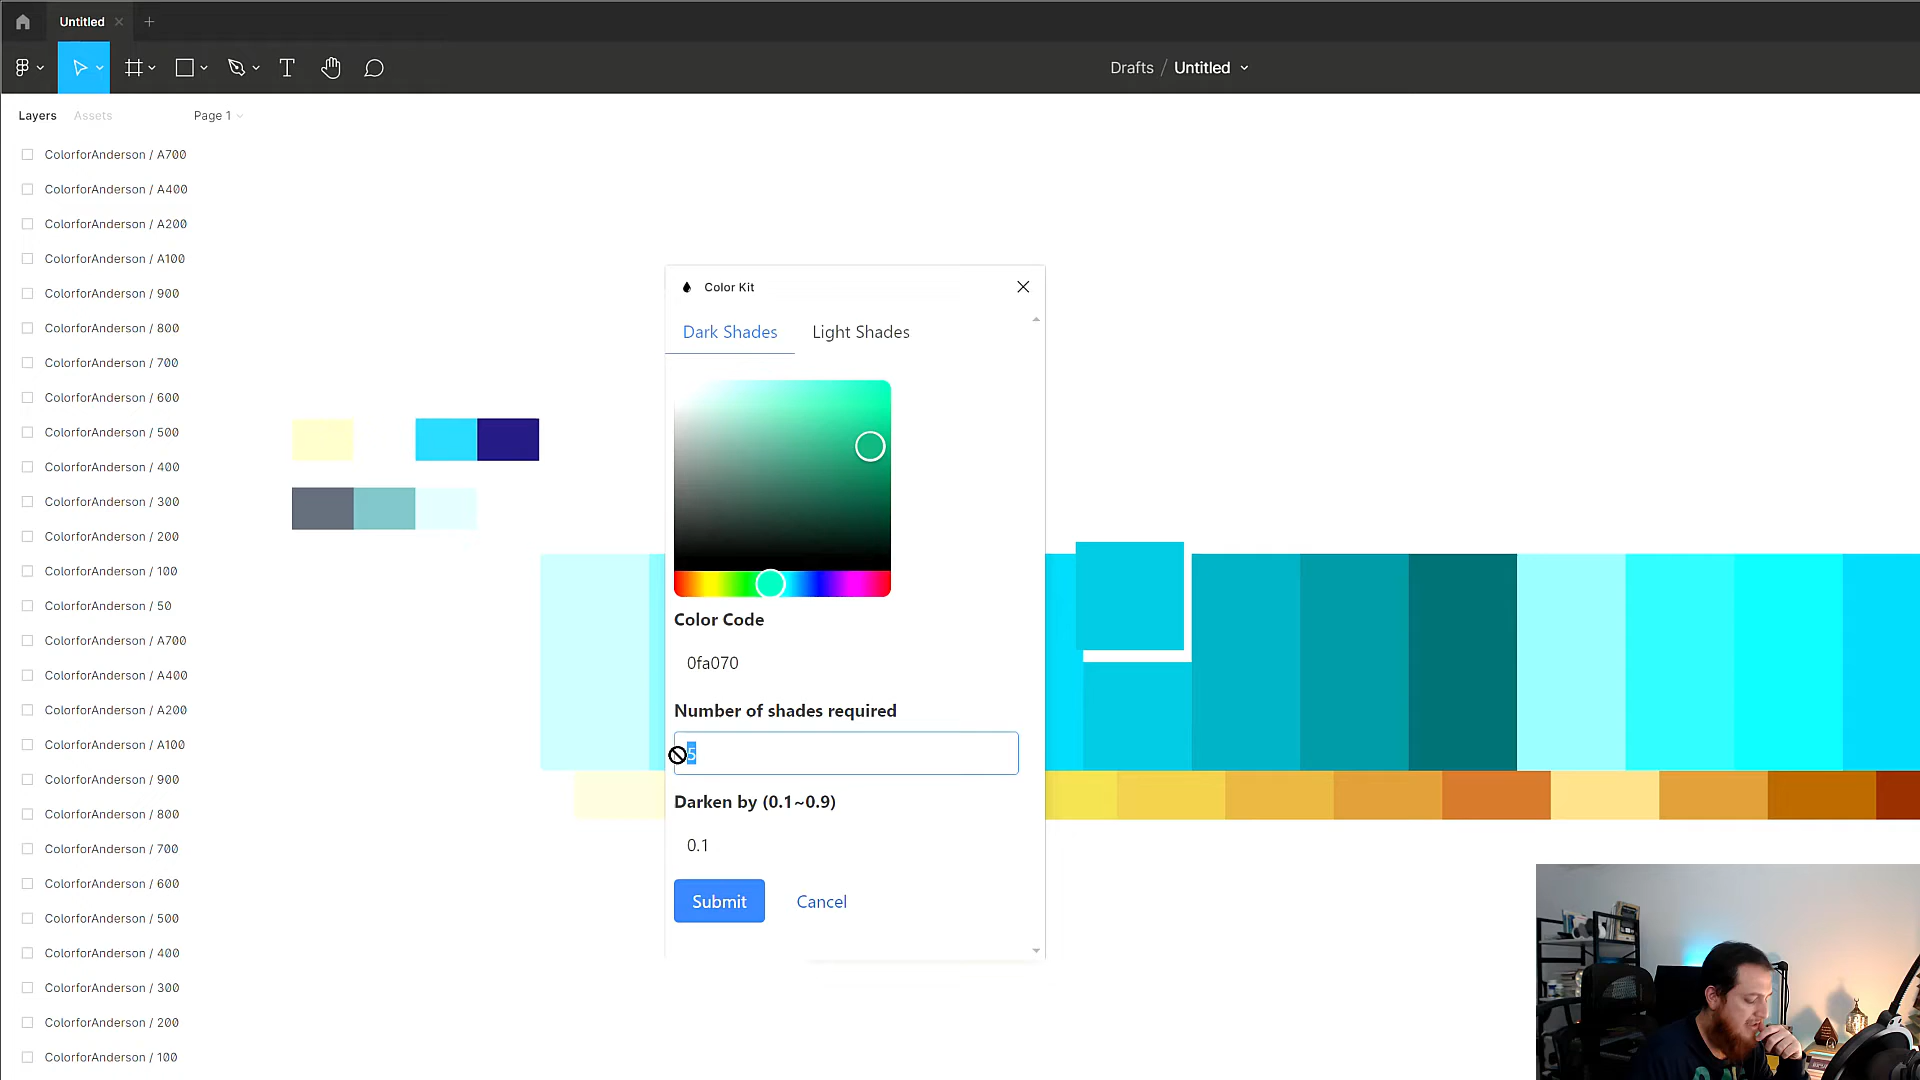 Untitled
Drafts / Untitled
Layers
Assets
Page 1
ColorforAnderson / A700
ColorforAnderson / A400
ColorforAnderson / A200
ColorforAnderson / A100
ColorforAnderson / 900
ColorforAnderson / 800
ColorforAnderson / 700
ColorforAnderson / 600
ColorforAnderson / 500
ColorforAnderson / 400
ColorforAnderson / 300
ColorforAnderson / 200
ColorforAnderson / 100
ColorforAnderson / 50
ColorforAnderson / A700
ColorforAnderson / A400
ColorforAnderson / A200
ColorforAnderson / A100
ColorforAnderson / 900
ColorforAnderson / 800
ColorforAnderson / 700
ColorforAnderson / 600
ColorforAnderson / 500
ColorforAnderson / 400
ColorforAnderson / 300
ColorforAnderson / 200
ColorforAnderson / 100
Color Kit
Dark Shades
Light Shades
Color Code
0fa070
Number of shades required
5
Darken by (0.1~0.9)
0.1
Submit
Cancel